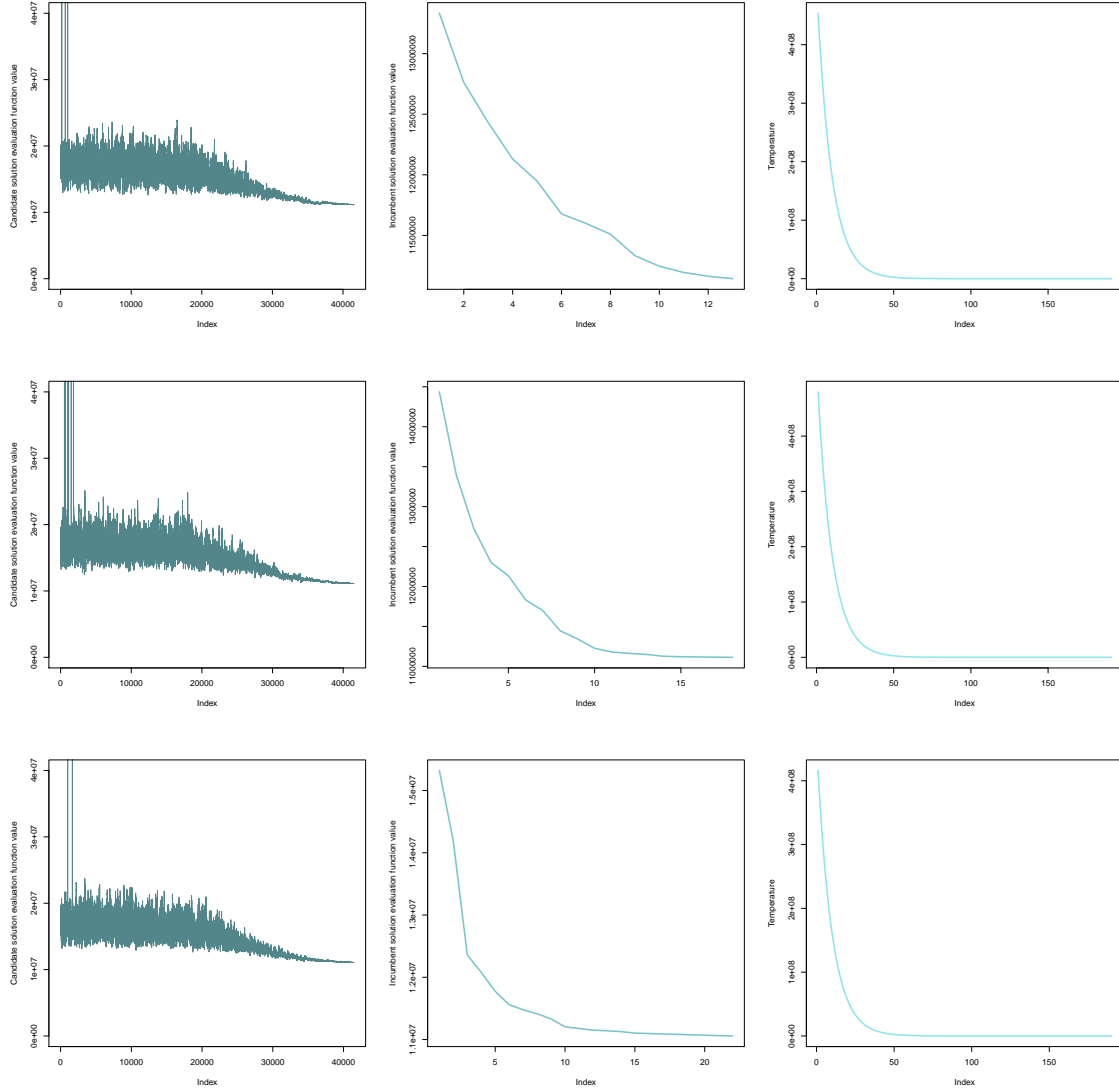 Candidate solution evaluation function value
0e+00 1e+07 2e+07 3e+07 4e+07
0 10000 20000 30000 40000
Index
Incumbent solution evaluation function value
11500000 12000000 12500000 13000000
2 4 6 8 10 12
Index
Temperature
0e+00 1e+08 2e+08 3e+08 4e+08
0 50 100 150
Index
Candidate solution evaluation function value
0e+00 1e+07 2e+07 3e+07 4e+07
0 10000 20000 30000 40000
Index
Incumbent solution evaluation function value
11000000 12000000 13000000 14000000
5 10 15
Index
Temperature
0e+00 1e+08 2e+08 3e+08 4e+08
0 50 100 150
Index
Candidate solution evaluation function value
0e+00 1e+07 2e+07 3e+07 4e+07
0 10000 20000 30000 40000
Index
Incumbent solution evaluation function value
1.1e+07 1.2e+07 1.3e+07 1.4e+07 1.5e+07
5 10 15 20
Index
Temperature
0e+00 1e+08 2e+08 3e+08 4e+08
0 50 100 150
Index